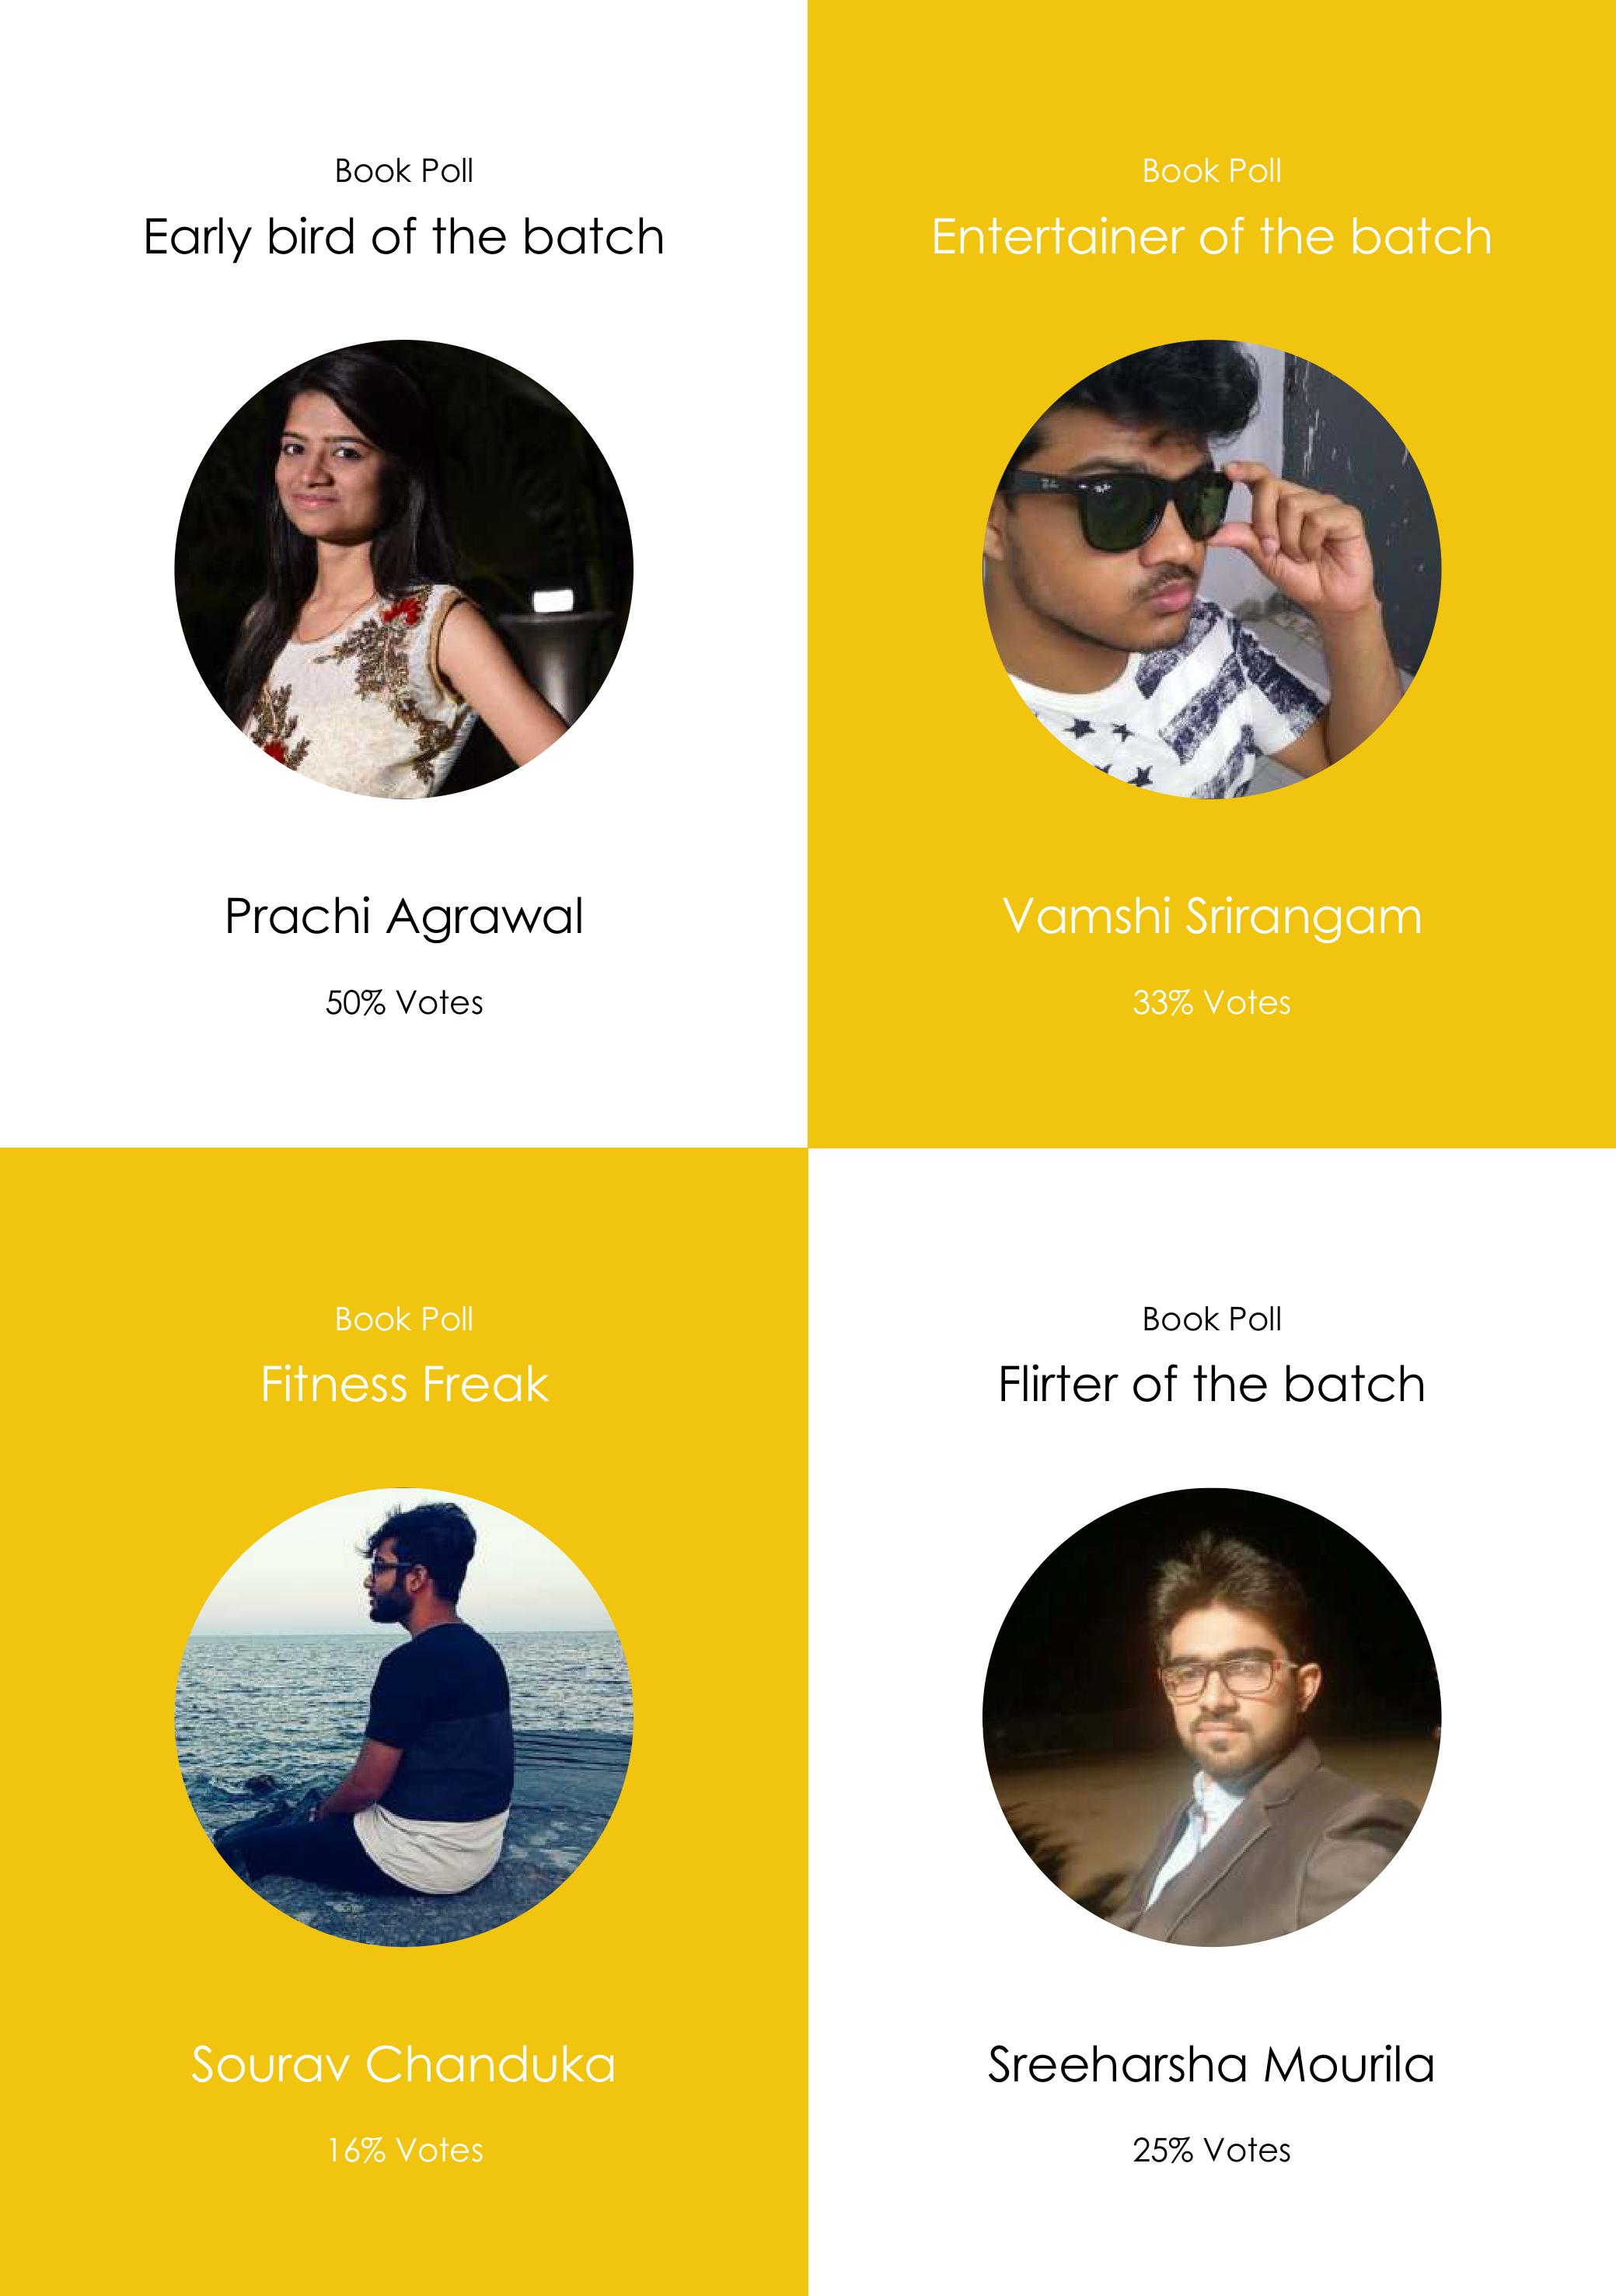 Book Poll
Early bird of the batch
Prachi Agrawal
50% Votes
Book Poll
Entertainer of the batch
Ray-Ban
Vamshi Srirangam
33% Votes
Book Poll
Fitness Freak
Sourav Chanduka
16% Votes
Book Poll
Flirter of the batch
Sreeharsha Mourila
25% Votes